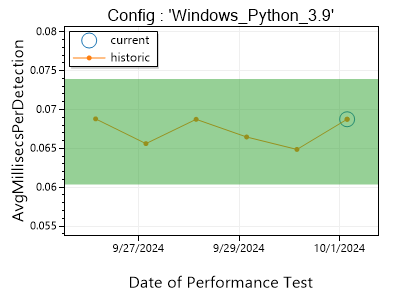 Config : 'Windows_Python_3.9'
0.08
current
historic
0.075
0.07
0.065
0.06
0.055
AvgMillisecsPerDetection
9/27/2024
9/29/2024
10/1/2024
Date of Performance Test